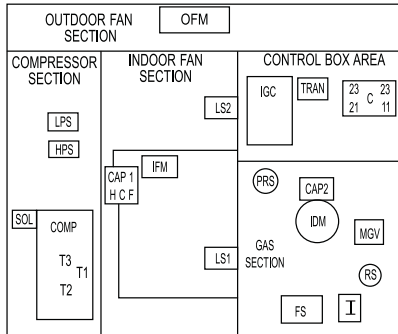 OUTDOOR FAN SECTION
OFM
COMPRESSOR SECTION
LPS
HPS
SOL
COMP
T3
T1
T2
INDOOR FAN SECTION
LS2
IFM
CAP 1
H C F
LS1
CONTROL BOX AREA
IGC
TRAN
23 23
C
21 11
PRS
CAP2
IDM
MGV
GAS SECTION
RS
FS
I